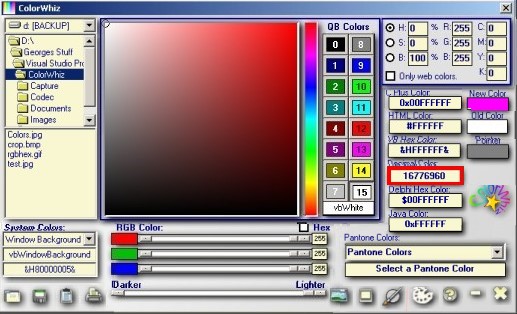 ColorWhiz
d: [BACKUP]
D:\
Georges Stuff
Visual Studio Pro
ColorWhiz
Capture
Codec
Documents
Images
Colors.jpg
crop.bmp
rgbhex.gif
test.jpg
QB Colors
0 8
1 9
2 10
3 11
4 12
5 13
6 14
7 15
vbWhite
H: 0 % R: 255 C: 0
S: 0 % G: 255 M: 0
B: 100 % B: 255 Y: 0
Only web colors. K: 0
C Plus Color: New Color
0x00FFFFFF
HTML Color: Old Color
#FFFFFF
VB Hex Color: Pointer
&HFFFFFF&
Decimal Color:
16776960
Delphi Hex Color:
$00FFFFFF
Java Color:
0xFFFFFF
System Colors:
Window Background
vbWindowBackground
&H80000005&
RGB Color: Hex
255
255
255
Darker Lighter
Pantone Colors:
Pantone Colors
Select a Pantone Color